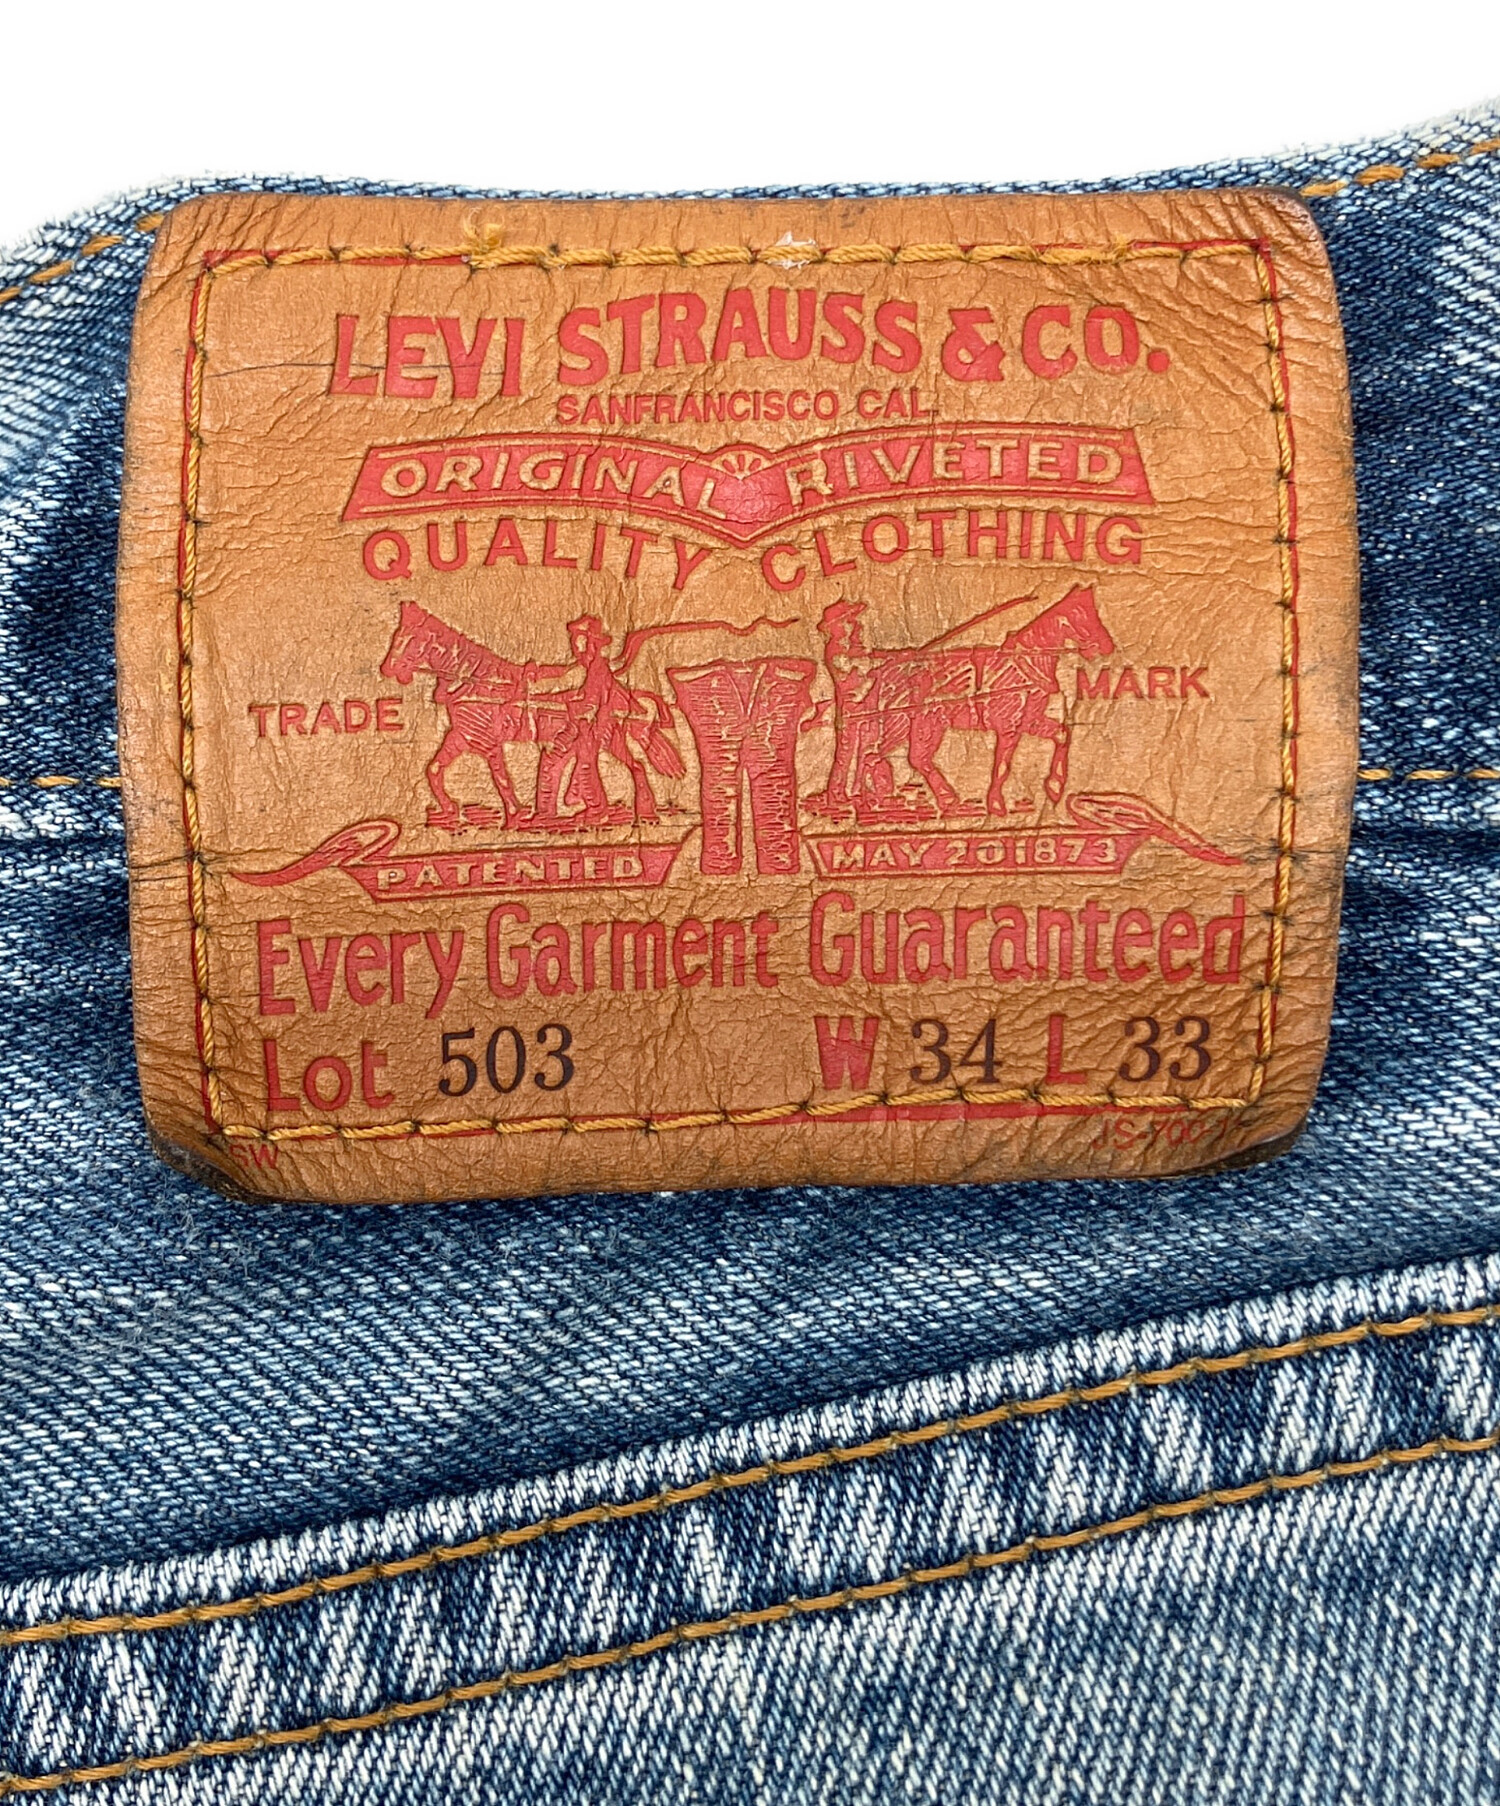 LEVI STRAUSS & CO.
SANFRANCISCO CAL.
ORIGINAL RIVETED
QUALITY CLOTHING
TRADE MARK
PATENTED MAY 20 1873
Every Garment Guaranteed
Lot 503 W 34 L 33
SW